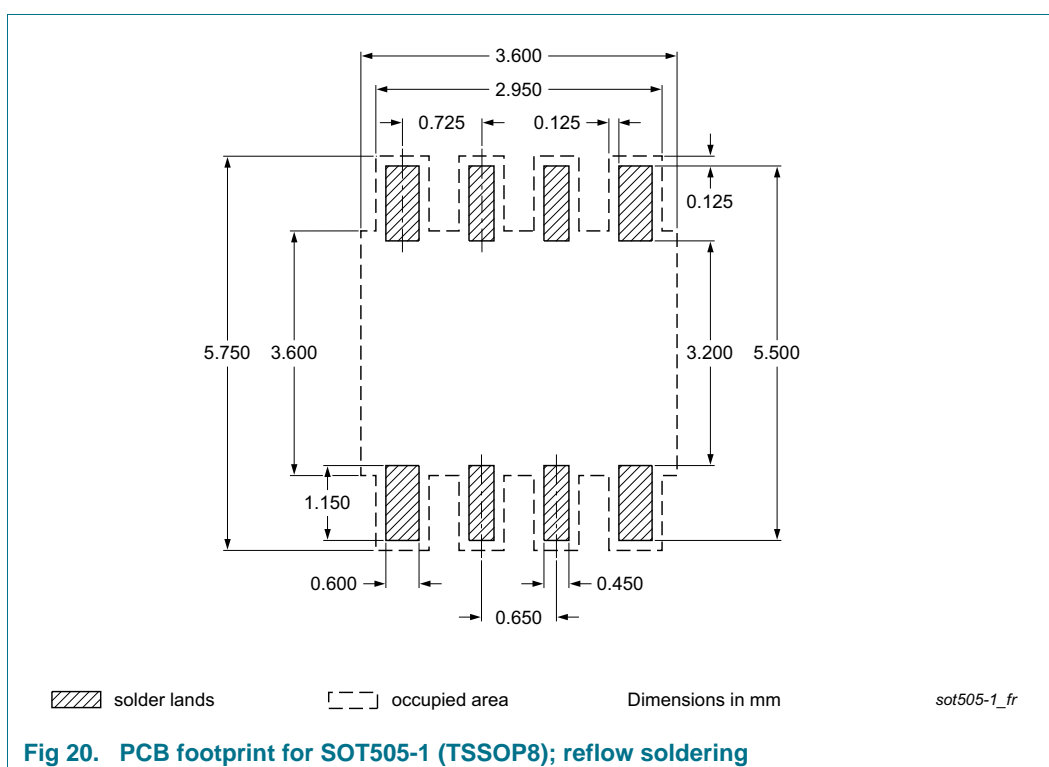 3.600
2.950
0.725 0.125
0.125
5.750 3.600 3.200 5.500
1.150
0.600 0.450
0.650
solder lands occupied area Dimensions in mm sot505-1_fr
Fig 20. PCB footprint for SOT505-1 (TSSOP8); reflow soldering